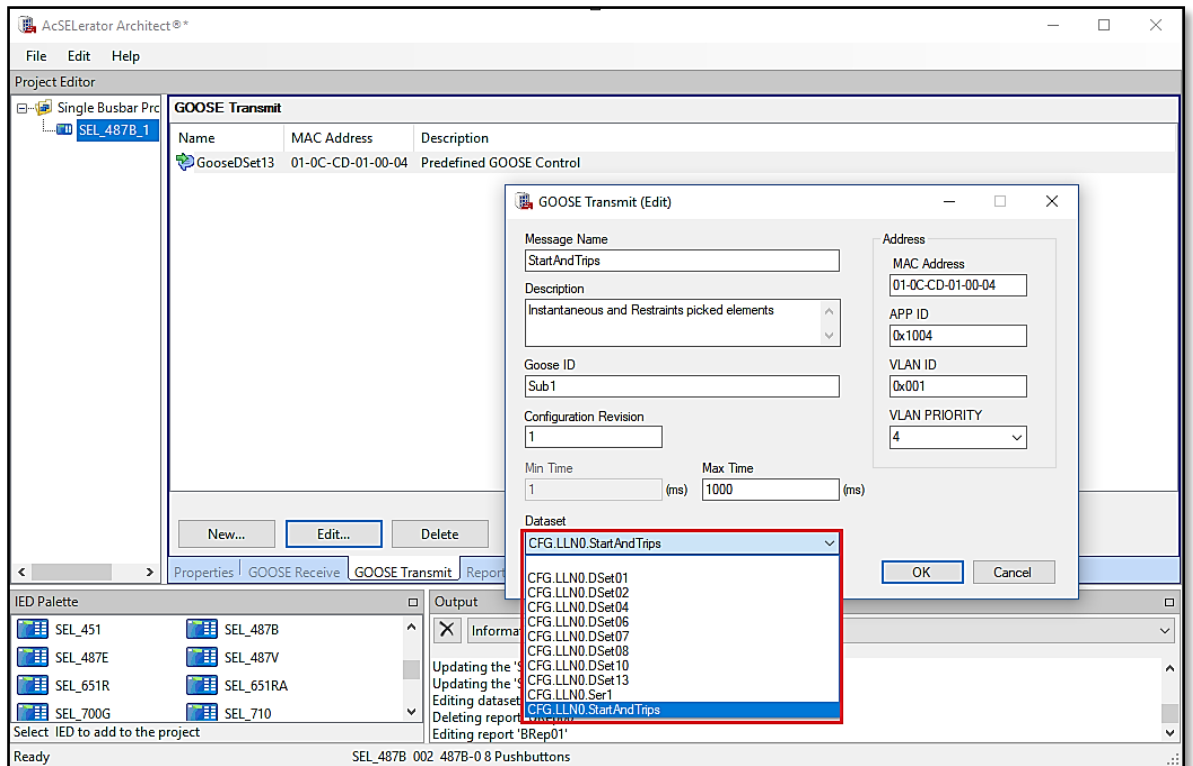 AcSELerator Architect®*
File Edit Help
Project Editor
Single Busbar Prc
SEL_487B_1
GOOSE Transmit
Name MAC Address Description
GooseDSet13 01-0C-CD-01-00-04 Predefined GOOSE Control
GOOSE Transmit (Edit)
Message Name
StartAndTrips
Description
Instantaneous and Restraints picked elements
Goose ID
Sub1
Configuration Revision
1
Min Time Max Time
1 (ms) 1000 (ms)
Dataset
CFG.LLN0.StartAndTrips
CFG.LLN0.DSet01
CFG.LLN0.DSet02
CFG.LLN0.DSet04
CFG.LLN0.DSet06
CFG.LLN0.DSet07
CFG.LLN0.DSet08
CFG.LLN0.DSet10
CFG.LLN0.DSet13
CFG.LLN0.Ser1
CFG.LLN0.StartAndTrips
Address
MAC Address
01-0C-CD-01-00-04
APP ID
0x1004
VLAN ID
0x001
VLAN PRIORITY
4
OK Cancel
New... Edit... Delete
Properties GOOSE Receive GOOSE Transmit Report
IED Palette
SEL_451 SEL_487B
SEL_487E SEL_487V
SEL_651R SEL_651RA
SEL_700G SEL_710
Select IED to add to the project
Output
Informa
Updating the 'S
Updating the 'S
Editing dataset
Deleting report
Editing report 'BRep01'
Ready SEL_487B 002 487B-0 8 Pushbuttons